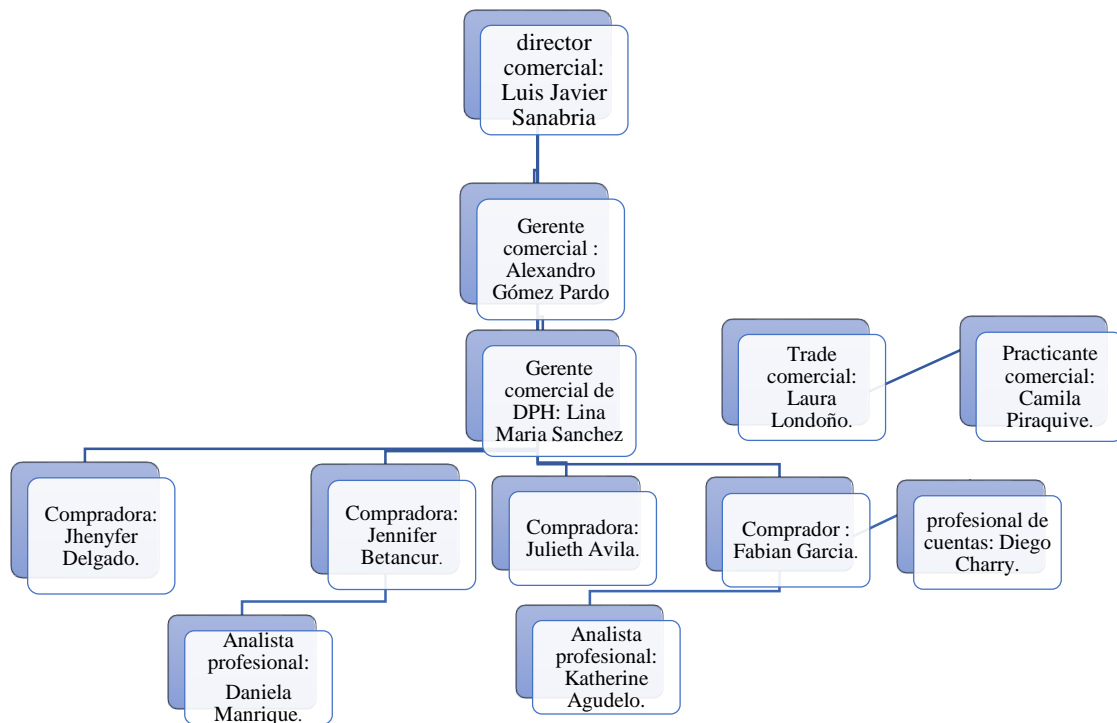 director
comercial:
Luis Javier
Sanabria
Gerente
comercial :
Alexandro
Gómez Pardo
Gerente
comercial de
DPH: Lina
Maria Sanchez
Trade
comercial:
Laura
Londoño.
Practicante
comercial:
Camila
Piraquive.
Compradora:
Jhenyfer
Delgado.
Compradora:
Jennifer
Betancur.
Compradora:
Julieth Avila.
Comprador :
Fabian Garcia.
profesional de
cuentas: Diego
Charry.
Analista
profesional:
Daniela
Manrique.
Analista
profesional:
Katherine
Agudelo.